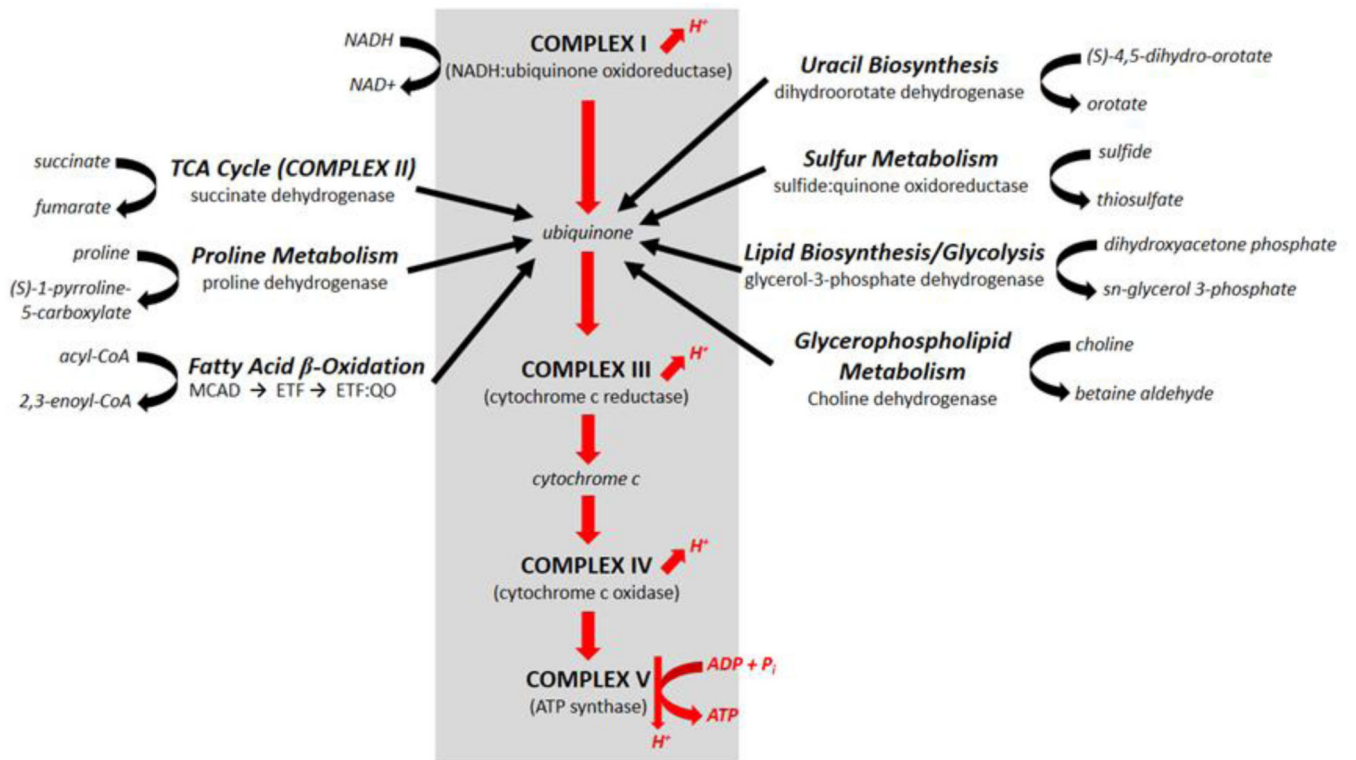 NADH
NAD+
COMPLEX I
H⁺
(NADH:ubiquinone oxidoreductase)
succinate
fumarate
TCA Cycle (COMPLEX II)
succinate dehydrogenase
proline
(S)-1-pyrroline-
5-carboxylate
Proline Metabolism
proline dehydrogenase
acyl-CoA
2,3-enoyl-CoA
Fatty Acid β-Oxidation
MCAD → ETF → ETF:QO
ubiquinone
Uracil Biosynthesis
dihydroorotate dehydrogenase
(S)-4,5-dihydro-orotate
orotate
Sulfur Metabolism
sulfide:quinone oxidoreductase
sulfide
thiosulfate
Lipid Biosynthesis/Glycolysis
glycerol-3-phosphate dehydrogenase
dihydroxyacetone phosphate
sn-glycerol 3-phosphate
Glycerophospholipid
Metabolism
Choline dehydrogenase
choline
betaine aldehyde
COMPLEX III
H⁺
(cytochrome c reductase)
cytochrome c
COMPLEX IV
H⁺
(cytochrome c oxidase)
COMPLEX V
(ATP synthase)
ADP + Pᵢ
ATP
H⁺